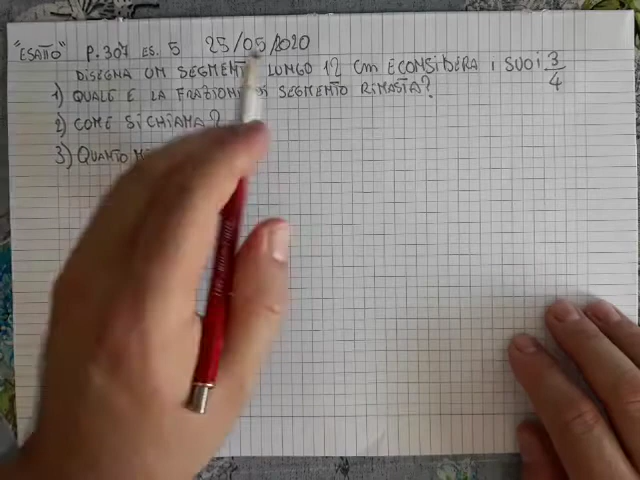 "ESATTO" P. 307 ES. 5 25/05/2020
DISEGNA UN SEGMENTO LUNGO 12 cm E CONSIDERA I SUOI 3/4
1) QUALE È LA FRAZIONE DI SEGMENTO RIMASTA?
2) COME SI CHIAMA?
3) QUANTO